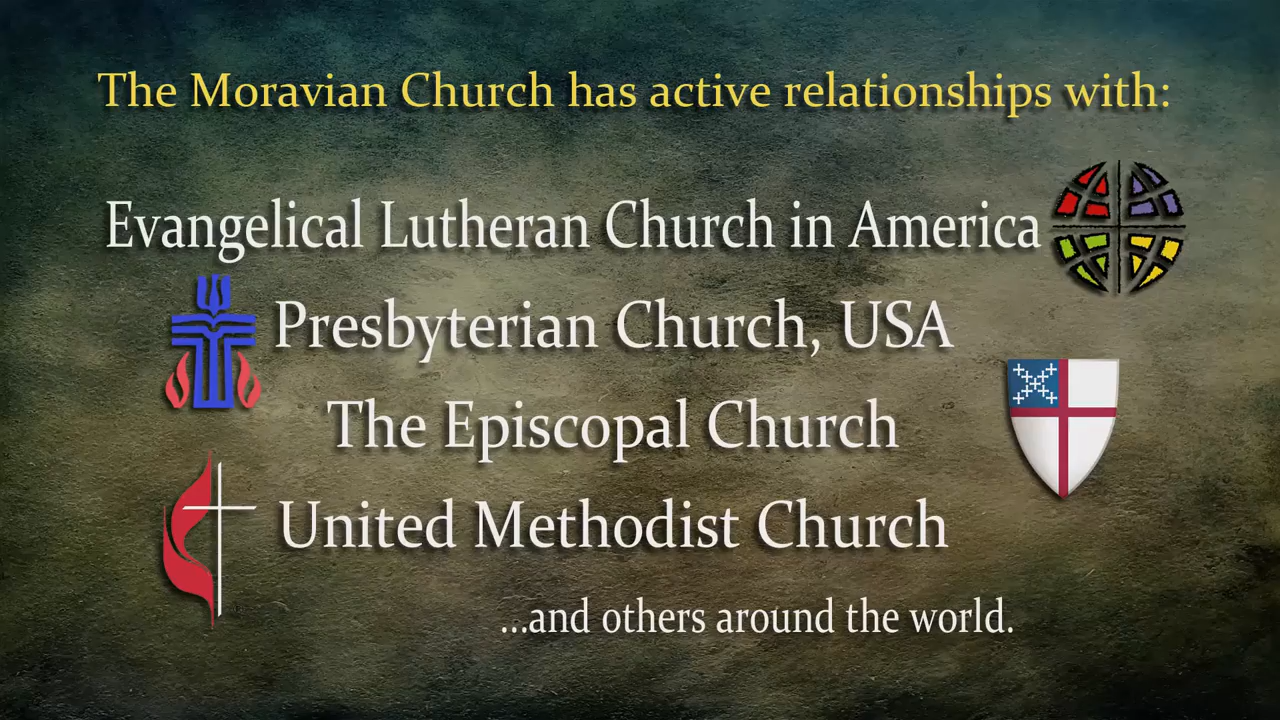 The Moravian Church has active relationships with:
Evangelical Lutheran Church in America
Presbyterian Church, USA
The Episcopal Church
United Methodist Church
...and others around the world.